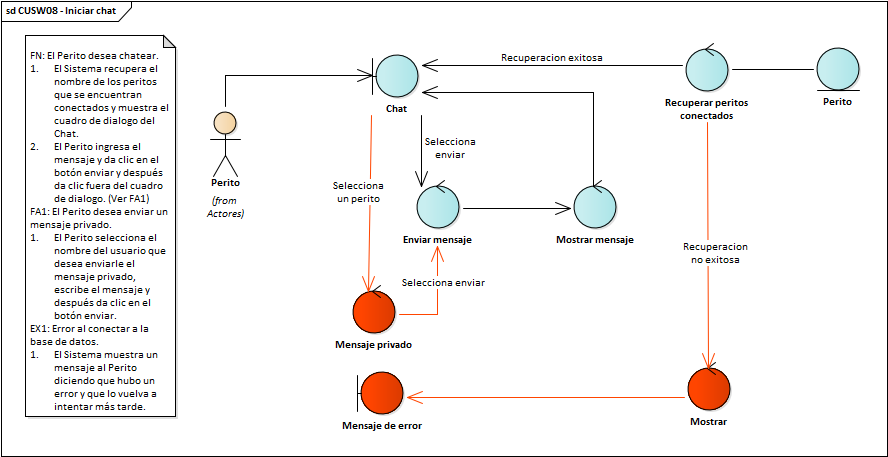 sd CUSW08 - Iniciar chat
FN: El Perito desea chatear.
1. El Sistema recupera el
nombre de los peritos
que se encuentran
conectados y muestra el
cuadro de dialogo del
Chat.
2. El Perito ingresa el
mensaje y da clic en el
botón enviar y después
da clic fuera del cuadro
de dialogo. (Ver FA1)
FA1: El Perito desea enviar un
mensaje privado.
1. El Perito selecciona el
nombre del usuario que
desea enviarle el
mensaje privado,
escribe el mensaje y
después da clic en el
botón enviar.
EX1: Error al conectar a la
base de datos.
1. El Sistema muestra un
mensaje al Perito
diciendo que hubo un
error y que lo vuelva a
intentar más tarde.
Perito
(from
Actores)
Chat
Recuperacion exitosa
Recuperar peritos
conectados
Perito
Selecciona
enviar
Selecciona
un perito
Enviar mensaje
Mostrar mensaje
Recuperacion
no exitosa
Selecciona enviar
Mensaje privado
Mensaje de error
Mostrar